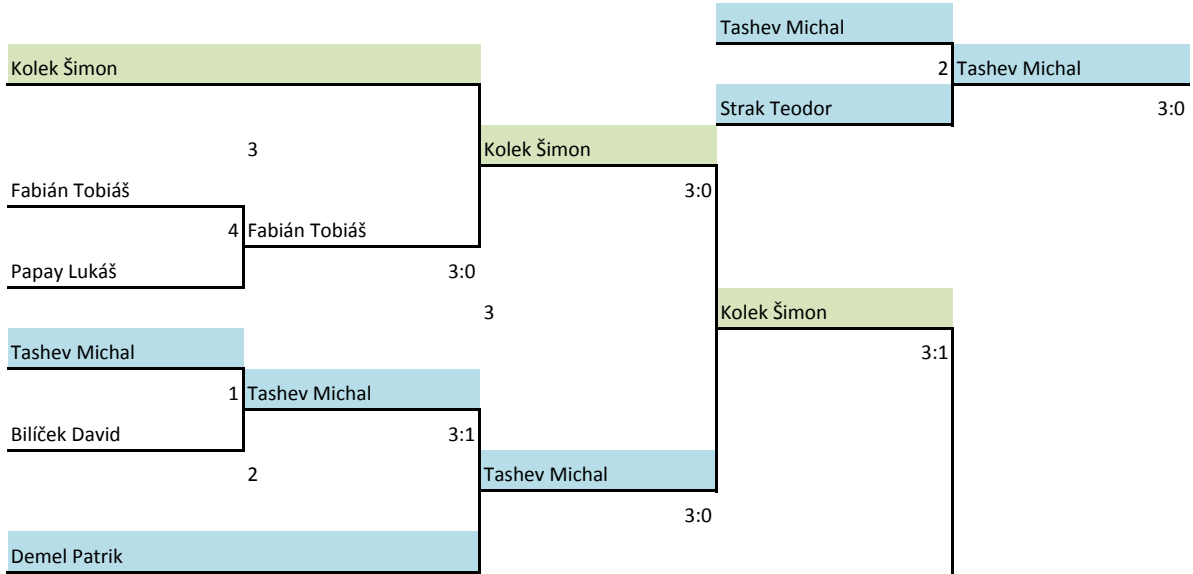 Tashev Michal
Kolek Šimon
2 Tashev Michal
Strak Teodor
3:0
3
Kolek Šimon
Fabián Tobiáš
3:0
4 Fabián Tobiáš
Papay Lukáš
3:0
3
Kolek Šimon
Tashev Michal
3:1
1 Tashev Michal
Bilíček David
3:1
2
Tashev Michal
3:0
Demel Patrik